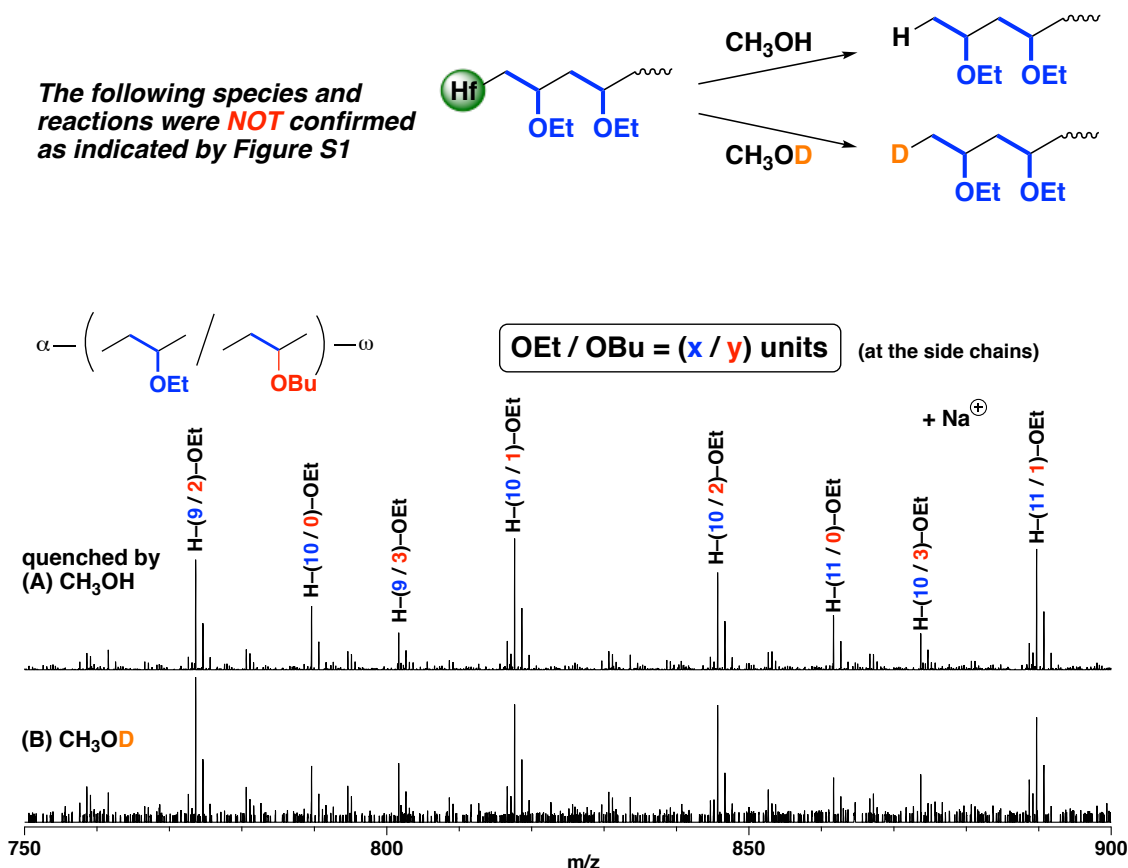 The following species and
reactions were NOT confirmed
as indicated by Figure S1
Hf
OEt OEt
CH₃OH
CH₃OD
H
OEt OEt
D
OEt OEt
α
OEt
/
OBu
ω
OEt / OBu = (x / y) units (at the side chains)
+ Na⊕
H–(9 / 2)–OEt
H–(10 / 0)–OEt
H–(9 / 3)–OEt
H–(10 / 1)–OEt
H–(10 / 2)–OEt
H–(11 / 0)–OEt
H–(10 / 3)–OEt
H–(11 / 1)–OEt
quenched by
(A) CH₃OH
(B) CH₃OD
750 800 850 900
m/z